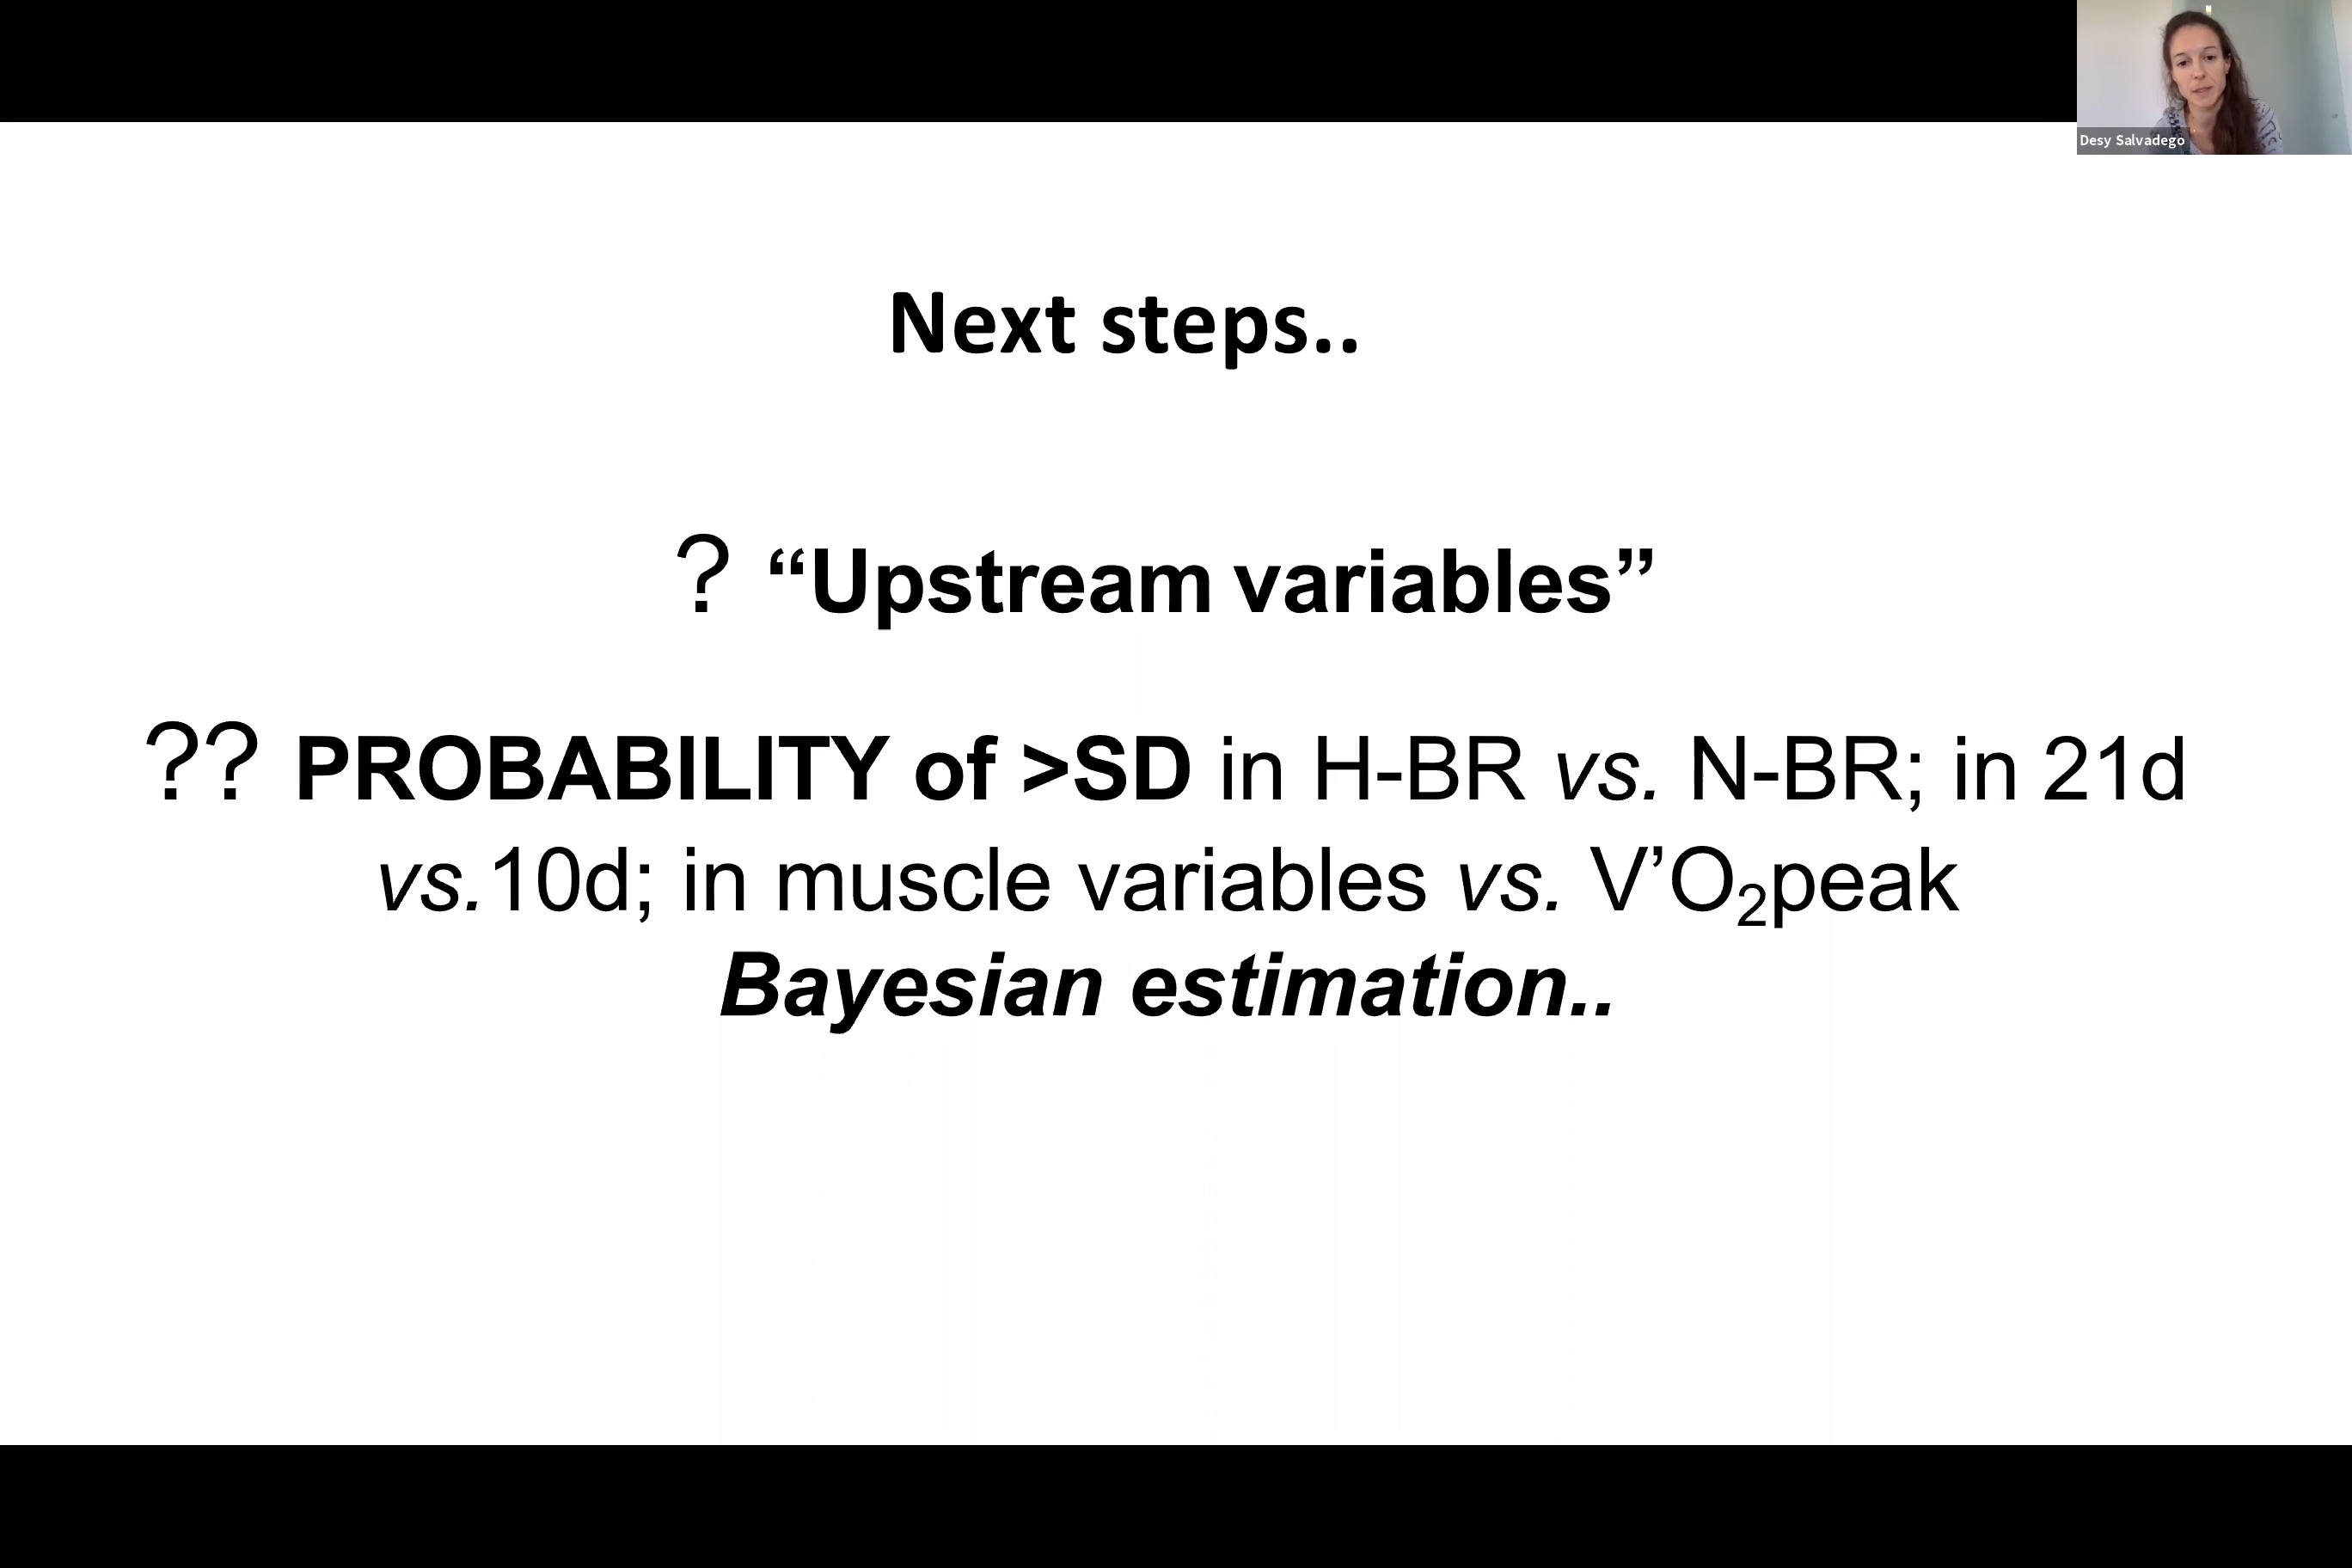 Desy Salvadego
Next steps..
? “Upstream variables”
?? PROBABILITY of >SD in H-BR vs. N-BR; in 21d
vs.10d; in muscle variables vs. V’O₂peak
Bayesian estimation..